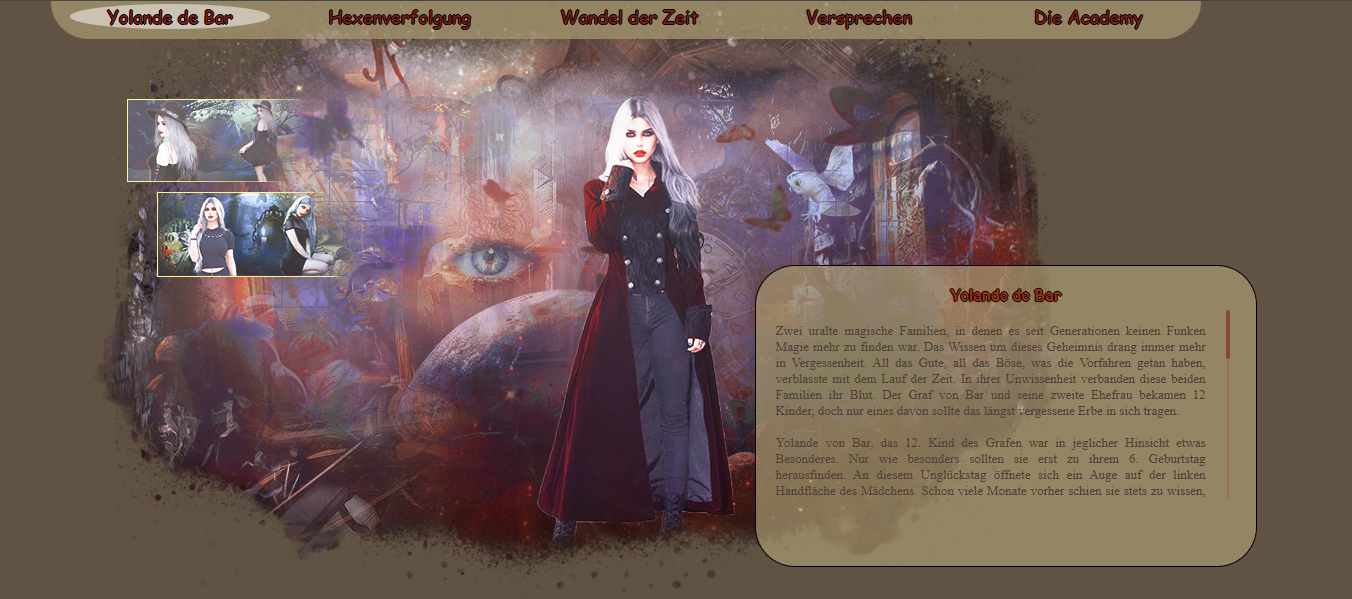 Yolande de Bar
Hexenverfolgung
Wandel der Zeit
Versprechen
Die Academy
Yolande de Bar
Zwei uralte magische Familien, in denen es seit Generationen keinen Funken
Magie mehr zu finden war. Das Wissen um dieses Geheimnis drang immer mehr
in Vergessenheit. All das Gute, all das Böse, was die Vorfahren getan haben,
verblasste mit dem Lauf der Zeit. In ihrer Unwissenheit verbanden diese beiden
Familien ihr Blut. Der Graf von Bar und seine zweite Ehefrau bekamen 12
Kinder, doch nur eines davon sollte das längst vergessene Erbe in sich tragen.
Yolande von Bar, das 12. Kind des Grafen war in jeglicher Hinsicht etwas
Besonderes. Nur wie besonders sollten sie erst zu ihrem 6. Geburtstag
herausfinden. An diesem Unglückstag öffnete sich ein Auge auf der linken
Handfläche des Mädchens. Schon viele Monate vorher schien sie stets zu wissen,